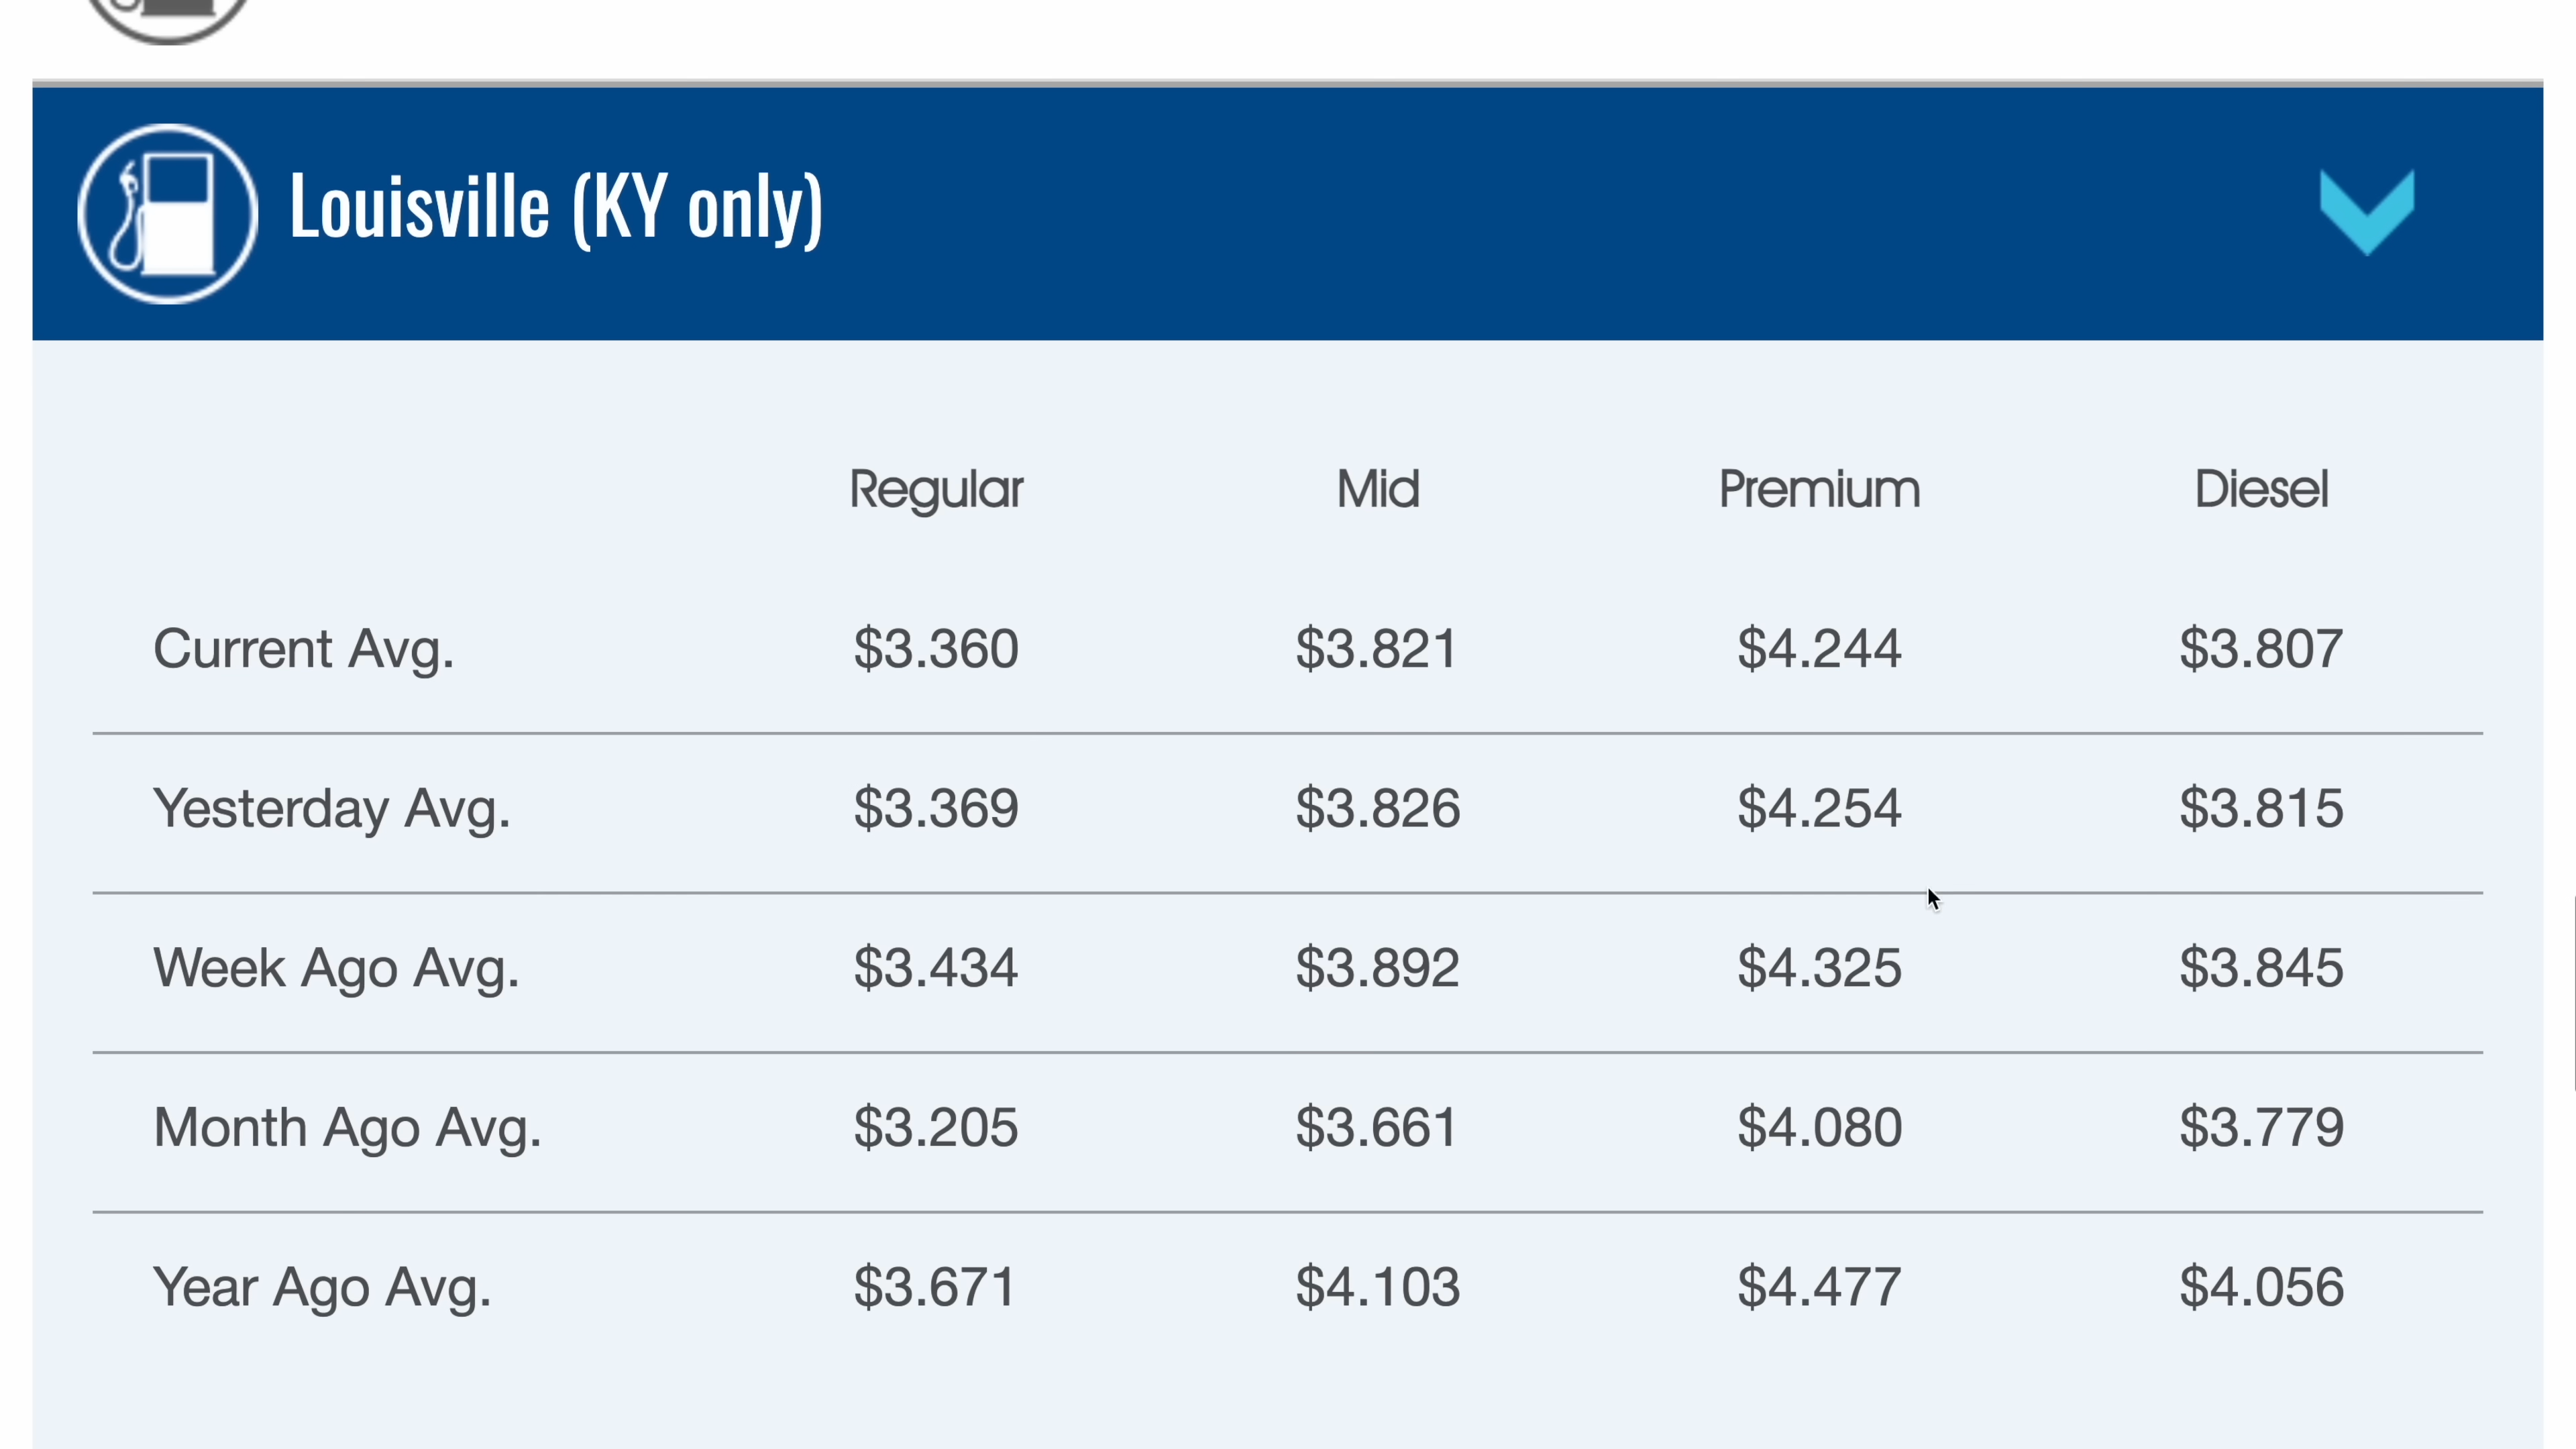 Louisville (KY only)
Regular Mid Premium Diesel
Current Avg. $3.360 $3.821 $4.244 $3.807
Yesterday Avg. $3.369 $3.826 $4.254 $3.815
Week Ago Avg. $3.434 $3.892 $4.325 $3.845
Month Ago Avg. $3.205 $3.661 $4.080 $3.779
Year Ago Avg. $3.671 $4.103 $4.477 $4.056